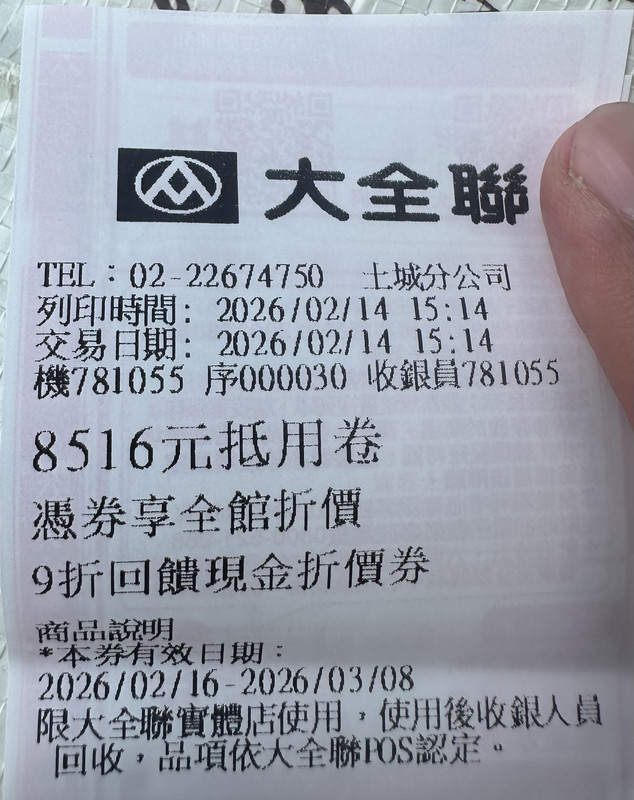 大全聯
TEL：02-22674750 土城分公司
列印時間: 2026/02/14 15:14
交易日期: 2026/02/14 15:14
機781055 序000030 收銀員781055
8516元抵用卷
憑券享全館折價
9折回饋現金折價券
商品說明
*本券有效日期：
2026/02/16-2026/03/08
限大全聯實體店使用，使用後收銀人員
回收，品項依大全聯POS認定。